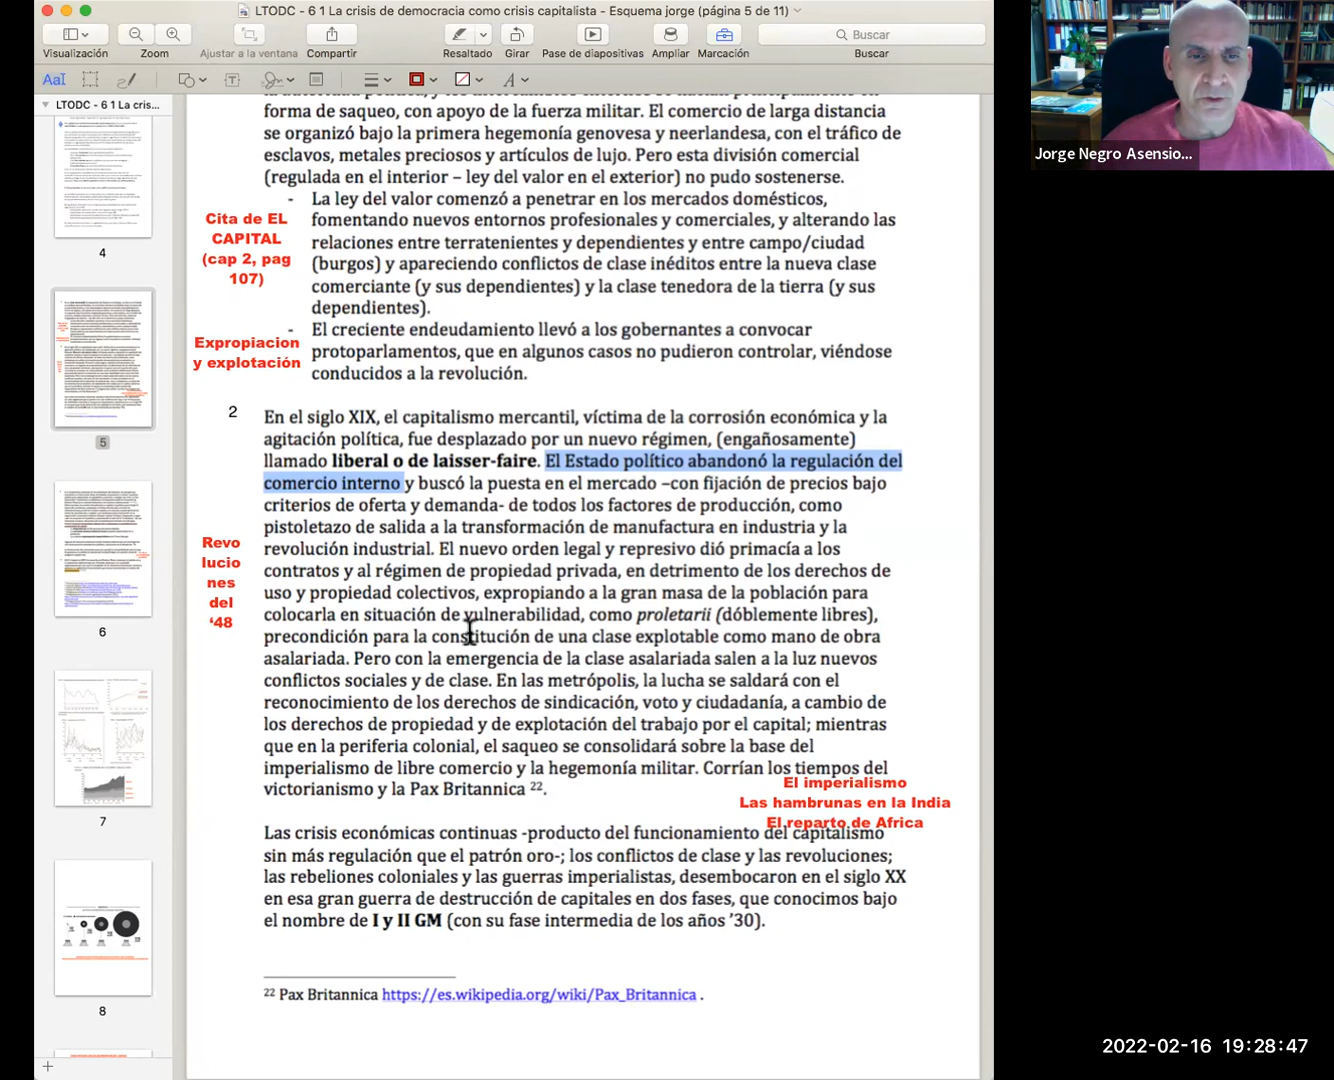 LTODC - 6 1 La crisis de democracia como crisis capitalista - Esquema jorge (página 5 de 11)
Visualización
Zoom
Ajustar a la ventana
Compartir
Resaltado
Girar
Pase de diapositivas
Ampliar
Marcación
Buscar
Buscar
AaI
LTODC - 6 1 La cris...
4
5
6
7
8
forma de saqueo, con apoyo de la fuerza militar. El comercio de larga distancia
se organizó bajo la primera hegemonía genovesa y neerlandesa, con el tráfico de
esclavos, metales preciosos y artículos de lujo. Pero esta división comercial
(regulada en el interior – ley del valor en el exterior) no pudo sostenerse.
- La ley del valor comenzó a penetrar en los mercados domésticos,
fomentando nuevos entornos profesionales y comerciales, y alterando las
relaciones entre terratenientes y dependientes y entre campo/ciudad
(burgos) y apareciendo conflictos de clase inéditos entre la nueva clase
comerciante (y sus dependientes) y la clase tenedora de la tierra (y sus
dependientes).
- El creciente endeudamiento llevó a los gobernantes a convocar
protoparlamentos, que en algunos casos no pudieron controlar, viéndose
conducidos a la revolución.
Cita de EL
CAPITAL
(cap 2, pag
107)
Expropiacion
y explotación
2
En el siglo XIX, el capitalismo mercantil, víctima de la corrosión económica y la
agitación política, fue desplazado por un nuevo régimen, (engañosamente)
llamado liberal o de laisser-faire. El Estado político abandonó la regulación del
comercio interno y buscó la puesta en el mercado –con fijación de precios bajo
criterios de oferta y demanda- de todos los factores de producción, como
pistoletazo de salida a la transformación de manufactura en industria y la
revolución industrial. El nuevo orden legal y represivo dió primacía a los
contratos y al régimen de propiedad privada, en detrimento de los derechos de
uso y propiedad colectivos, expropiando a la gran masa de la población para
colocarla en situación de vulnerabilidad, como proletarii (dóblemente libres),
precondición para la constitución de una clase explotable como mano de obra
asalariada. Pero con la emergencia de la clase asalariada salen a la luz nuevos
conflictos sociales y de clase. En las metrópolis, la lucha se saldará con el
reconocimiento de los derechos de sindicación, voto y ciudadanía, a cambio de
los derechos de propiedad y de explotación del trabajo por el capital; mientras
que en la periferia colonial, el saqueo se consolidará sobre la base del
imperialismo de libre comercio y la hegemonía militar. Corrían los tiempos del
victorianismo y la Pax Britannica 22.
Revo
lucio
nes
del
‘48
El imperialismo
Las hambrunas en la India
El reparto de Africa
Las crisis económicas continuas -producto del funcionamiento del capitalismo
sin más regulación que el patrón oro-; los conflictos de clase y las revoluciones;
las rebeliones coloniales y las guerras imperialistas, desembocaron en el siglo XX
en esa gran guerra de destrucción de capitales en dos fases, que conocimos bajo
el nombre de I y II GM (con su fase intermedia de los años ’30).
22 Pax Britannica https://es.wikipedia.org/wiki/Pax_Britannica .
Jorge Negro Asensio...
2022-02-16 19:28:47